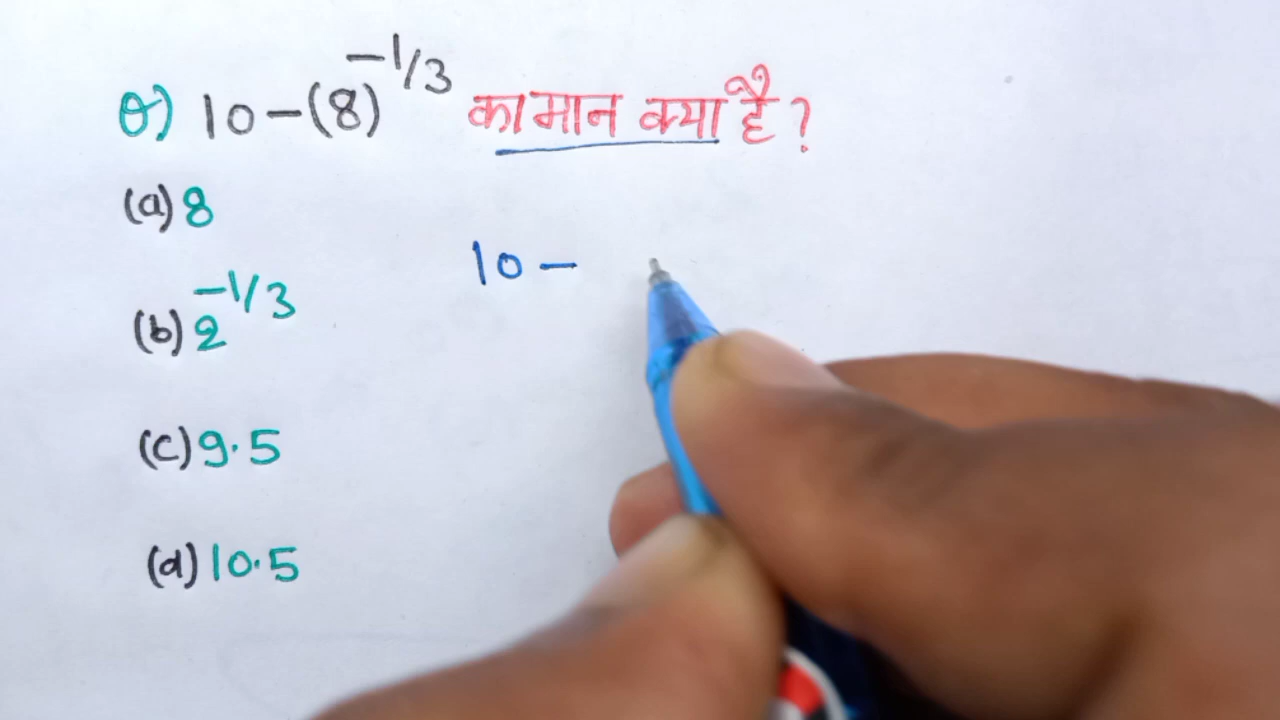 Q) 10-(8)^-1/3 का मान क्या है ?
(a) 8
10 -
(b) 2^-1/3
(c) 9.5
(d) 10.5